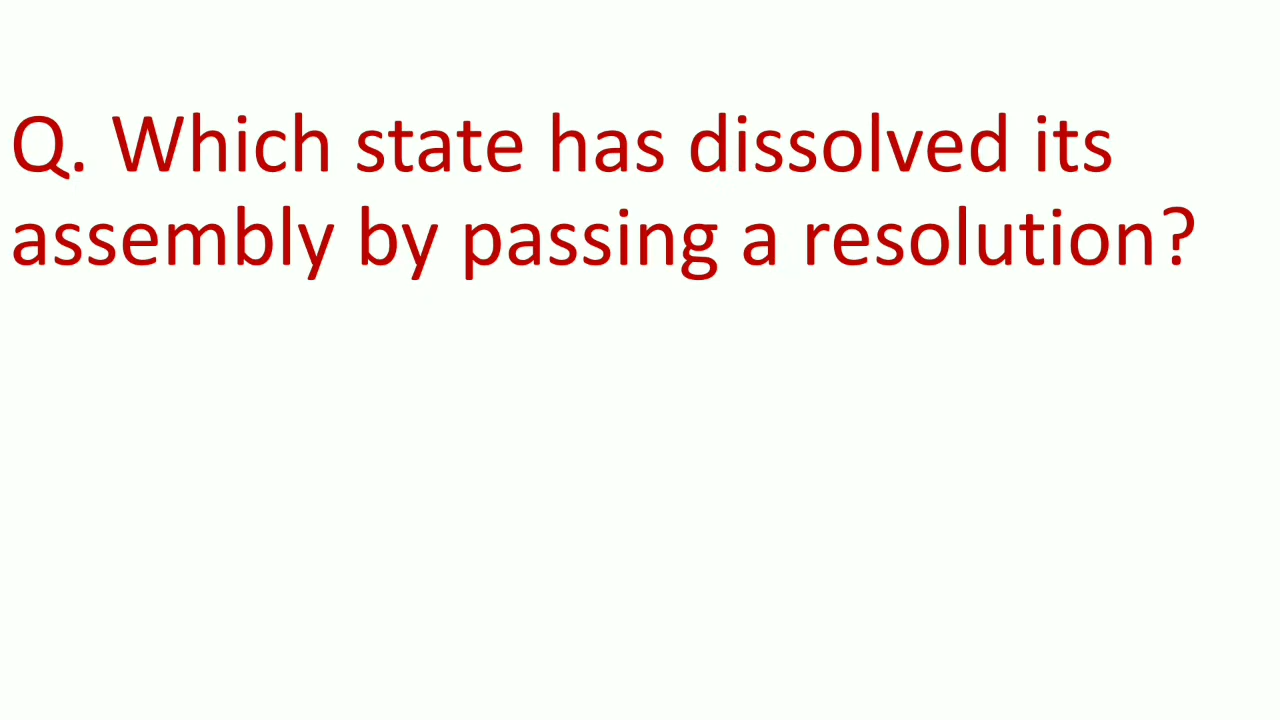 Q. Which state has dissolved its
assembly by passing a resolution?